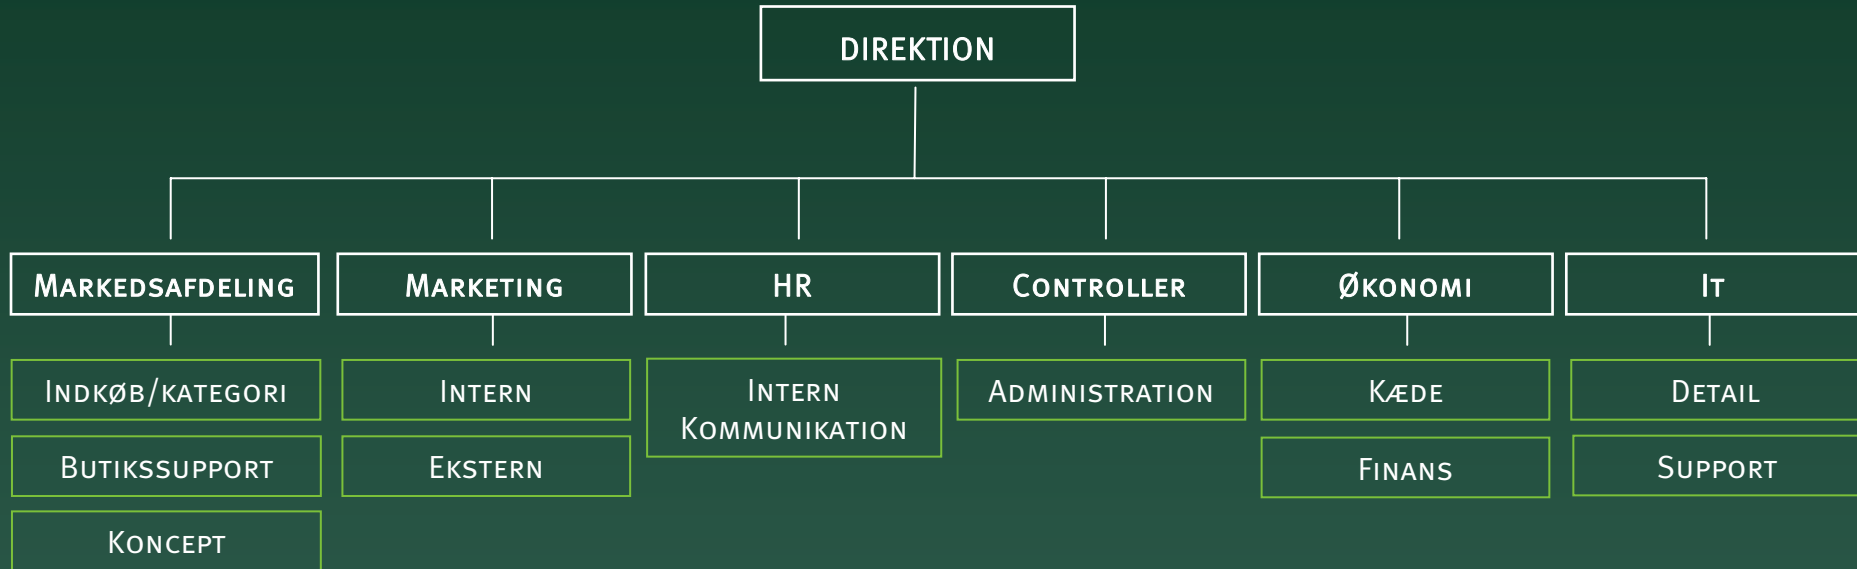 DIREKTION
MARKEDSAFDELING
MARKETING
HR
CONTROLLER
ØKONOMI
IT
INDKØB/KATEGORI
INTERN
INTERN
KOMMUNIKATION
ADMINISTRATION
KÆDE
DETAIL
BUTIKSSUPPORT
EKSTERN
FINANS
SUPPORT
KONCEPT